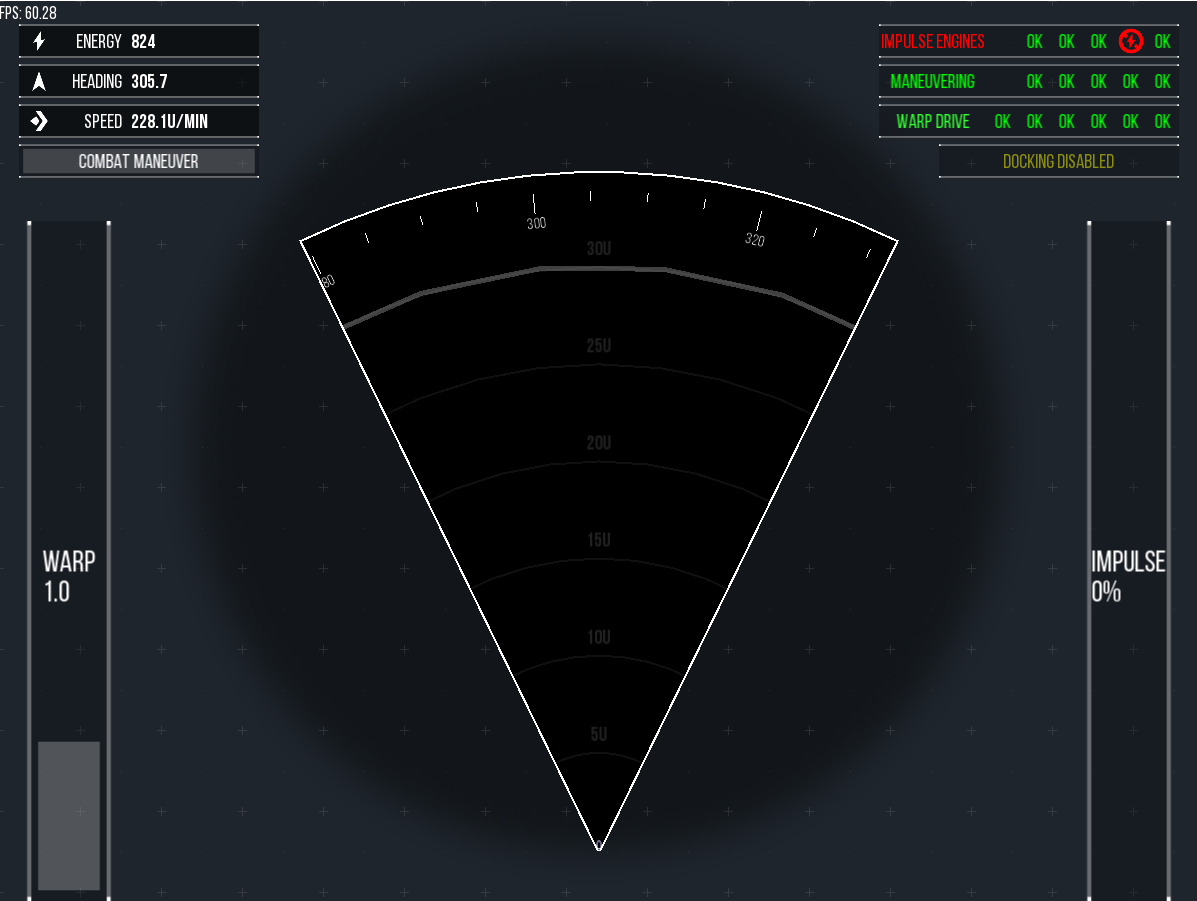 FPS: 60.28
ENERGY 824
HEADING 305.7
SPEED 228.1U/MIN
COMBAT MANEUVER
IMPULSE ENGINES OK OK OK OK
MANEUVERING OK OK OK OK OK
WARP DRIVE OK OK OK OK OK OK
DOCKING DISABLED
300
320
80
30U
25U
20U
15U
10U
5U
0
WARP
1.0
IMPULSE
0%